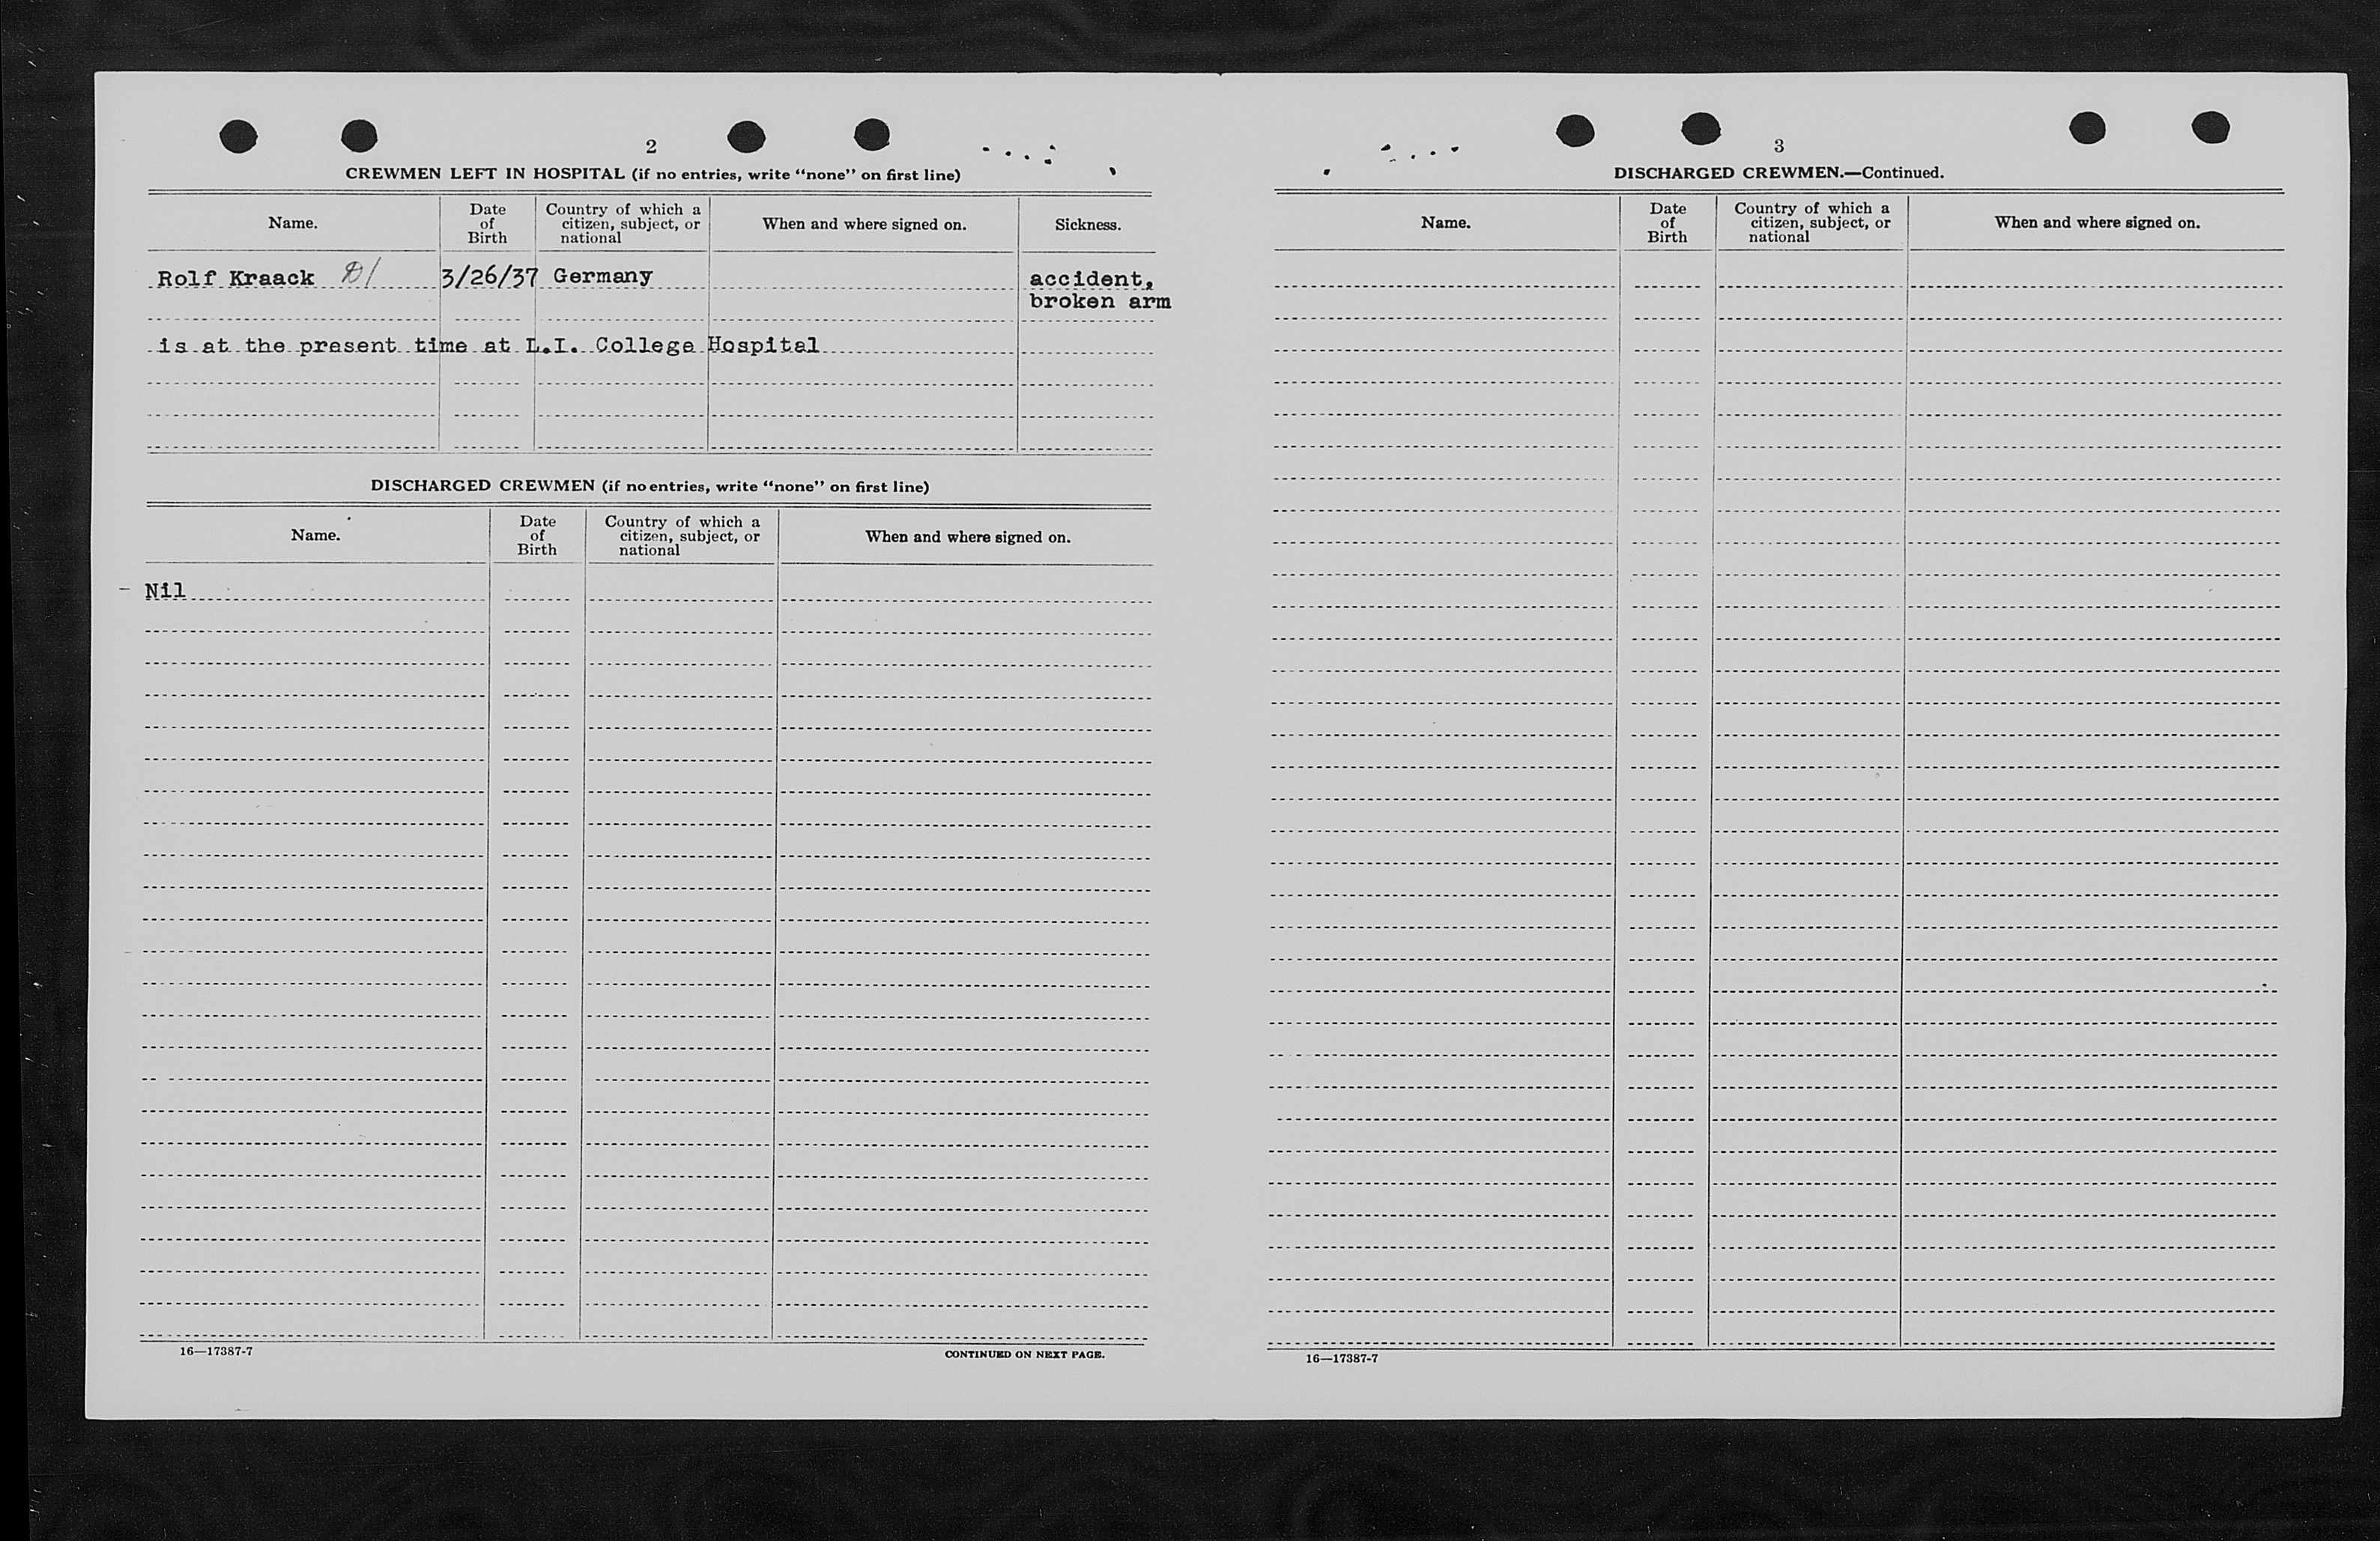 2
CREWMEN LEFT IN HOSPITAL (if no entries, write “none” on first line)
Name.
Date of Birth
Country of which a citizen, subject, or national
When and where signed on.
Sickness.
Rolf Kraack 3/26/37 Germany accident,
broken arm
is at the present time at L.I. College Hospital
DISCHARGED CREWMEN (if no entries, write “none” on first line)
Name.
Date of Birth
Country of which a citizen, subject, or national
When and where signed on.
Nil
16—17387-7
CONTINUED ON NEXT PAGE.
3
DISCHARGED CREWMEN.—Continued.
Name.
Date of Birth
Country of which a citizen, subject, or national
When and where signed on.
16—17387-7